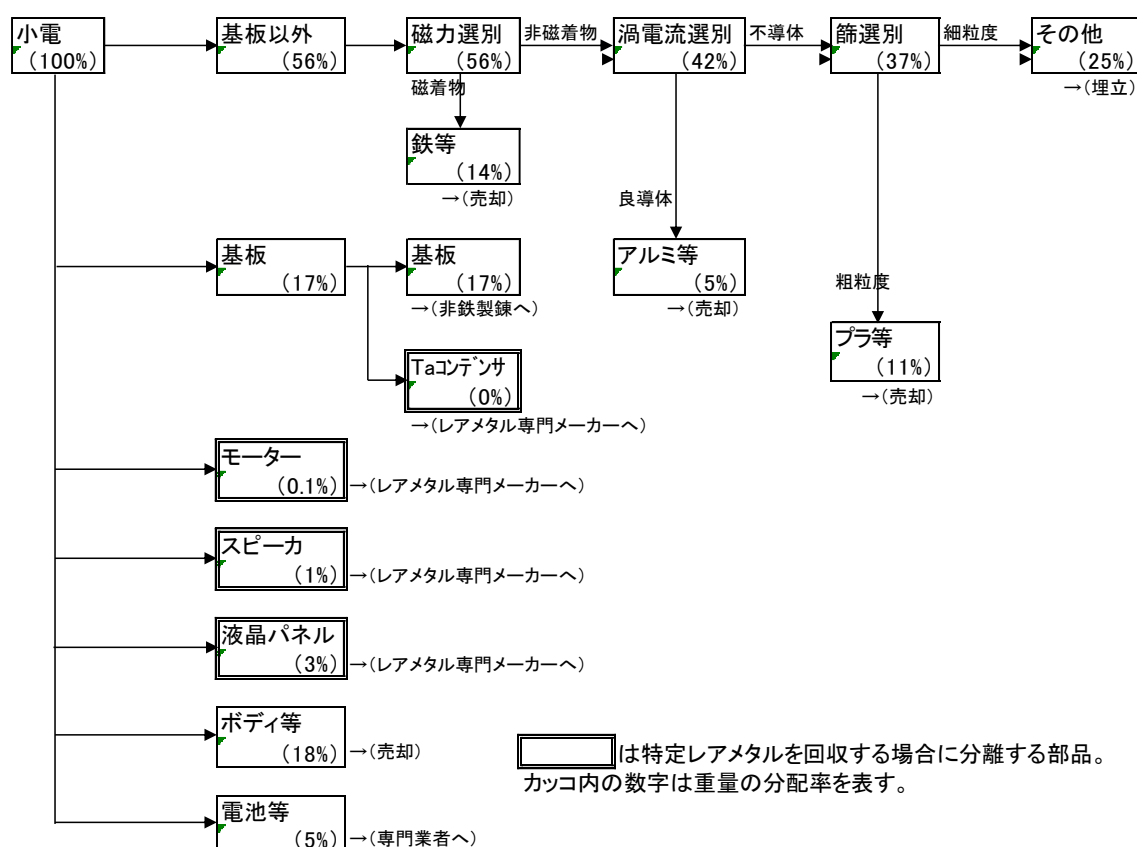 小電
(100%)
基板以外
(56%)
磁力選別
(56%)
非磁着物
渦電流選別
(42%)
不導体
篩選別
(37%)
細粒度
その他
(25%)
→(埋立)
磁着物
鉄等
(14%)
→(売却)
良導体
アルミ等
(5%)
→(売却)
粗粒度
プラ等
(11%)
→(売却)
基板
(17%)
基板
(17%)
→(非鉄製錬へ)
Taコンデンサ
(0%)
→(レアメタル専門メーカーへ)
モーター
(0.1%)
→(レアメタル専門メーカーへ)
スピーカ
(1%)
→(レアメタル専門メーカーへ)
液晶パネル
(3%)
→(レアメタル専門メーカーへ)
ボディ等
(18%)
→(売却)
電池等
(5%)
→(専門業者へ)
は特定レアメタルを回収する場合に分離する部品。
カッコ内の数字は重量の分配率を表す。